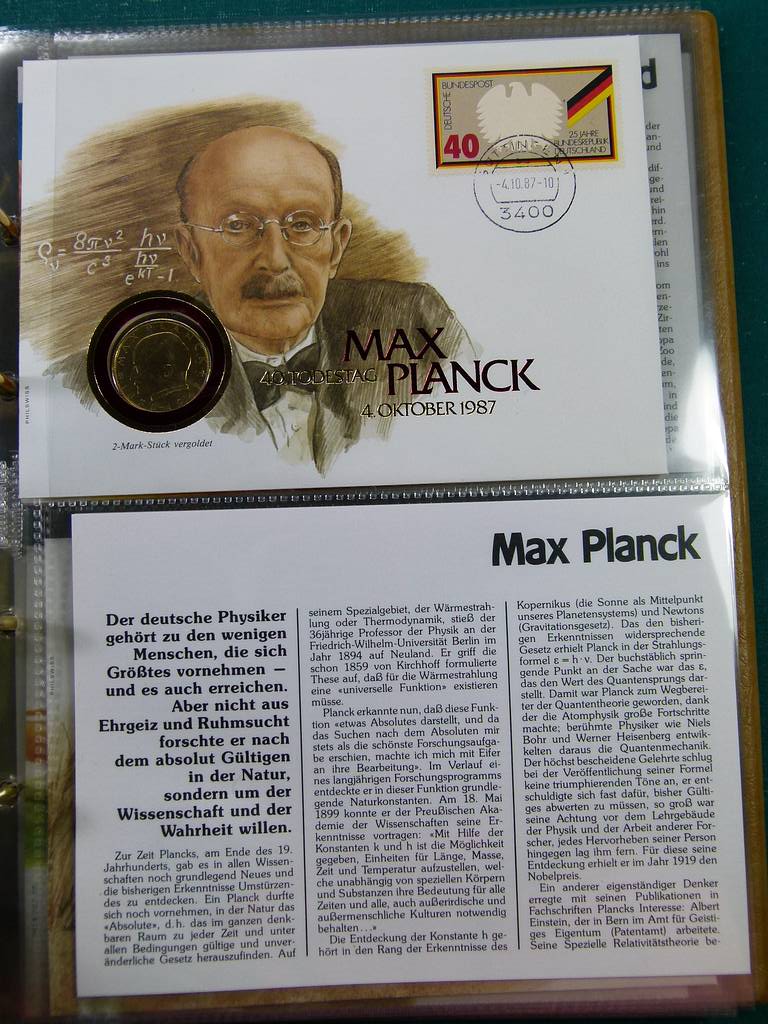 DEUTSCHE BUNDESPOST
40
25 JAHRE
BUNDESREPUBLIK
DEUTSCHLAND
-4.10.87-10
3400
ρν = 8πν² / c³ hν / e^hν/kT -1
MAX
40. TODESTAG PLANCK
4. OKTOBER 1987
2-Mark-Stück vergoldet
PHILSWISS
Max Planck
Der deutsche Physiker
gehört zu den wenigen
Menschen, die sich
Größtes vornehmen —
und es auch erreichen.
Aber nicht aus
Ehrgeiz und Ruhmsucht
forschte er nach
dem absolut Gültigen
in der Natur,
sondern um der
Wissenschaft und der
Wahrheit willen.
Zur Zeit Plancks, am Ende des 19.
Jahrhunderts, gab es in allen Wissen-
schaften noch grundlegend Neues und
die bisherigen Erkenntnisse Umstürzen-
des zu entdecken. Ein Planck durfte
sich noch vornehmen, in der Natur das
«Absolute», d.h. das im ganzen denk-
baren Raum zu jeder Zeit und unter
allen Bedingungen gültige und unver-
änderliche Gesetz herauszufinden. Auf
seinem Spezialgebiet, der Wärmestrah-
lung oder Thermodynamik, stieß der
36jährige Professor der Physik an der
Friedrich-Wilhelm-Universität Berlin im
Jahr 1894 auf Neuland. Er griff die
schon 1859 von Kirchhoff formulierte
These auf, daß für die Wärmestrahlung
eine «universelle Funktion» existieren
müsse.
Planck erkannte nun, daß diese Funk-
tion «etwas Absolutes darstellt, und da
das Suchen nach dem Absoluten mir
stets als die schönste Forschungsaufga-
be erschien, machte ich mich mit Eifer
an ihre Bearbeitung». Im Verlauf ei-
nes langjährigen Forschungsprogramms
entdeckte er in dieser Funktion grundle-
gende Naturkonstanten. Am 18. Mai
1899 konnte er der Preußischen Aka-
demie der Wissenschaften seine Er-
kenntnisse vortragen: «Mit Hilfe der
Konstanten k und h ist die Möglichkeit
gegeben, Einheiten für Länge, Masse,
Zeit und Temperatur aufzustellen, wel-
che unabhängig von speziellen Körpern
und Substanzen ihre Bedeutung für alle
Zeiten und alle, auch außerirdische und
außermenschliche Kulturen notwendig
behalten...»
Die Entdeckung der Konstante h ge-
hört in den Rang der Erkenntnisse des
Kopernikus (die Sonne als Mittelpunkt
unseres Planetensystems) und Newtons
(Gravitationsgesetz). Das den bisheri-
gen Erkenntnissen widersprechende
Gesetz erhielt Planck in der Strahlungs-
formel ε = h · ν. Der buchstäblich sprin-
gende Punkt an der Sache war das ε,
das den Wert des Quantensprungs dar-
stellt. Damit war Planck zum Wegberei-
ter der Quantentheorie geworden, dank
der die Atomphysik große Fortschritte
machte; berühmte Physiker wie Niels
Bohr und Werner Heisenberg entwik-
kelten daraus die Quantenmechanik.
Der höchst bescheidene Gelehrte schlug
bei der Veröffentlichung seiner Formel
keine triumphierenden Töne an, er ent-
schuldigte sich fast dafür, bisher Gülti-
ges abwerten zu müssen, so groß war
seine Achtung vor dem Lehrgebäude
der Physik und der Arbeit anderer For-
scher, jedes Hervorheben seiner Person
hingegen lag ihm fern. Für diese seine
Entdeckung erhielt er im Jahr 1919 den
Nobelpreis.
Ein anderer eigenständiger Denker
erregte mit seinen Publikationen in
Fachschriften Plancks Interesse: Albert
Einstein, der in Bern im Amt für Geisti-
ges Eigentum (Patentamt) arbeitete.
Seine Spezielle Relativitätstheorie be-